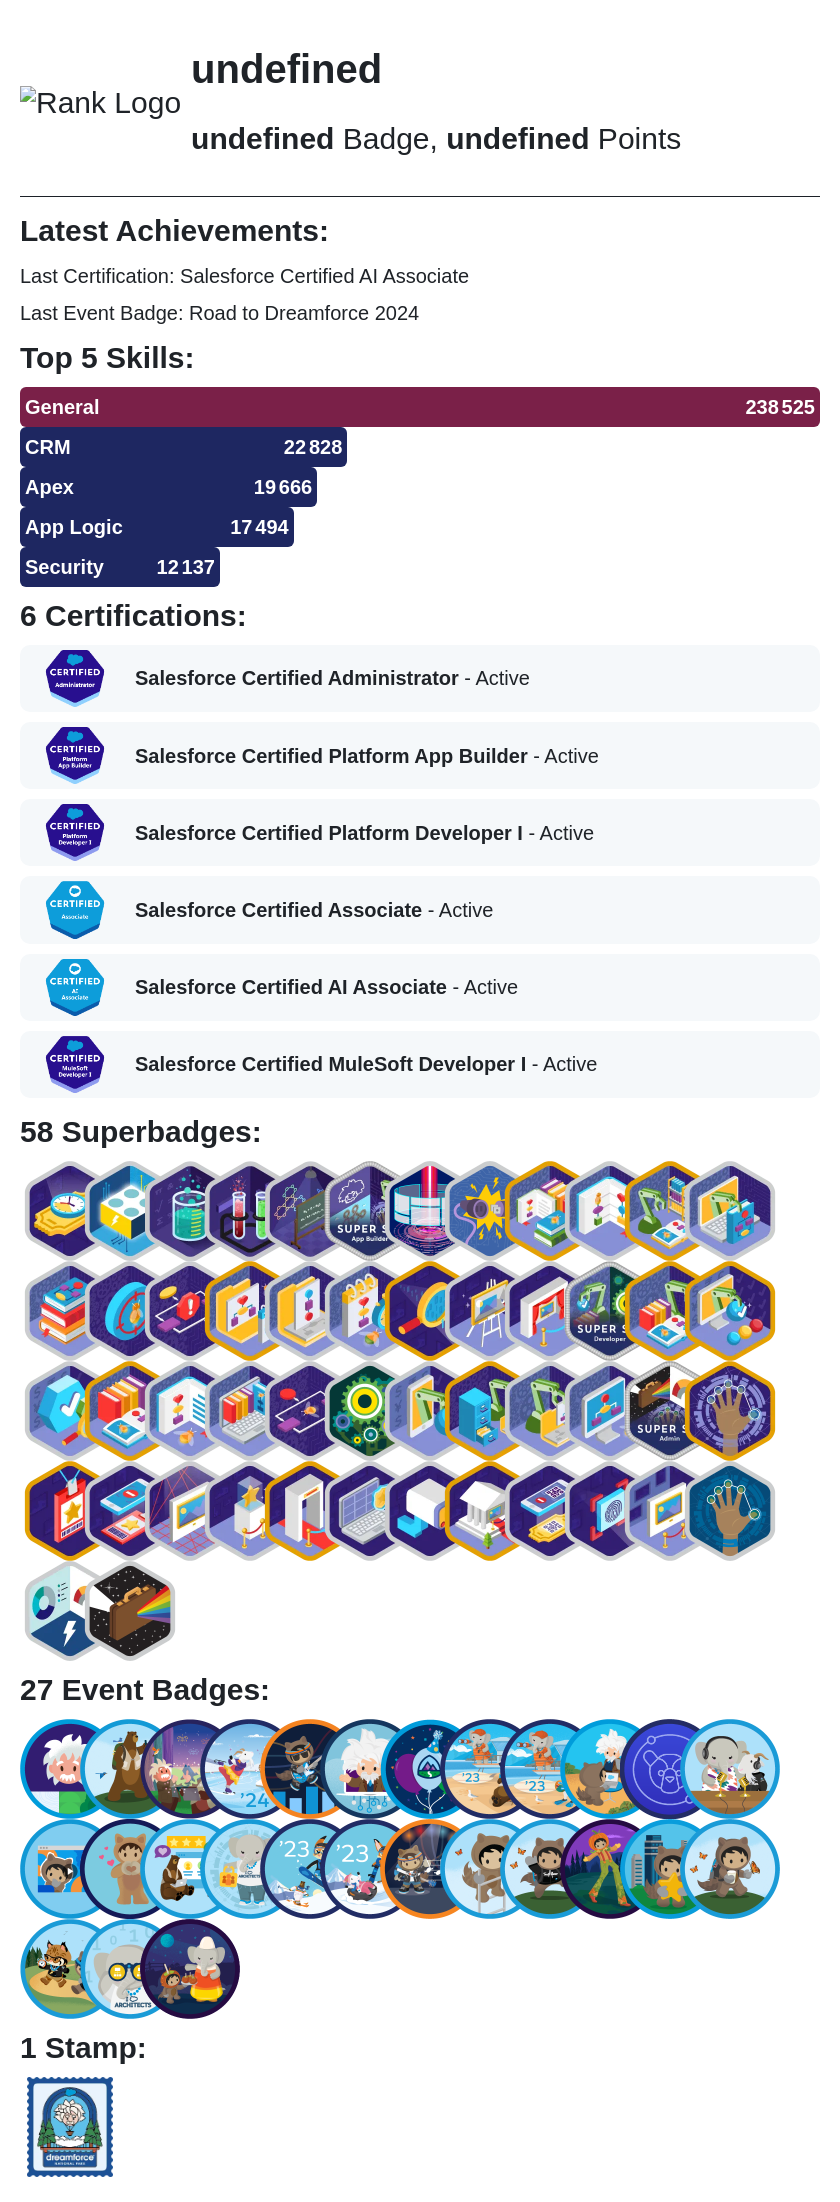 Rank Logo
undefined
undefined Badge, undefined Points
Latest Achievements:
Last Certification: Salesforce Certified AI Associate
Last Event Badge: Road to Dreamforce 2024
Top 5 Skills:
General 238 525
CRM 22 828
Apex 19 666
App Logic 17 494
Security 12 137
6 Certifications:
CERTIFIED
Administrator
Salesforce Certified Administrator - Active
CERTIFIED
Platform
App Builder
Salesforce Certified Platform App Builder - Active
CERTIFIED
Platform
Developer I
Salesforce Certified Platform Developer I - Active
CERTIFIED
Associate
Salesforce Certified Associate - Active
CERTIFIED
AI
Associate
Salesforce Certified AI Associate - Active
CERTIFIED
MuleSoft
Developer I
Salesforce Certified MuleSoft Developer I - Active
58 Superbadges:
SUPER S
App Builder
SUPER S
Developer
SUPER S
Admin
27 Event Badges:
'24
'23
'23
'23
'23
ARCHITECTS
ARCHITECTS
1 Stamp:
dreamforce
NATIONAL PARK